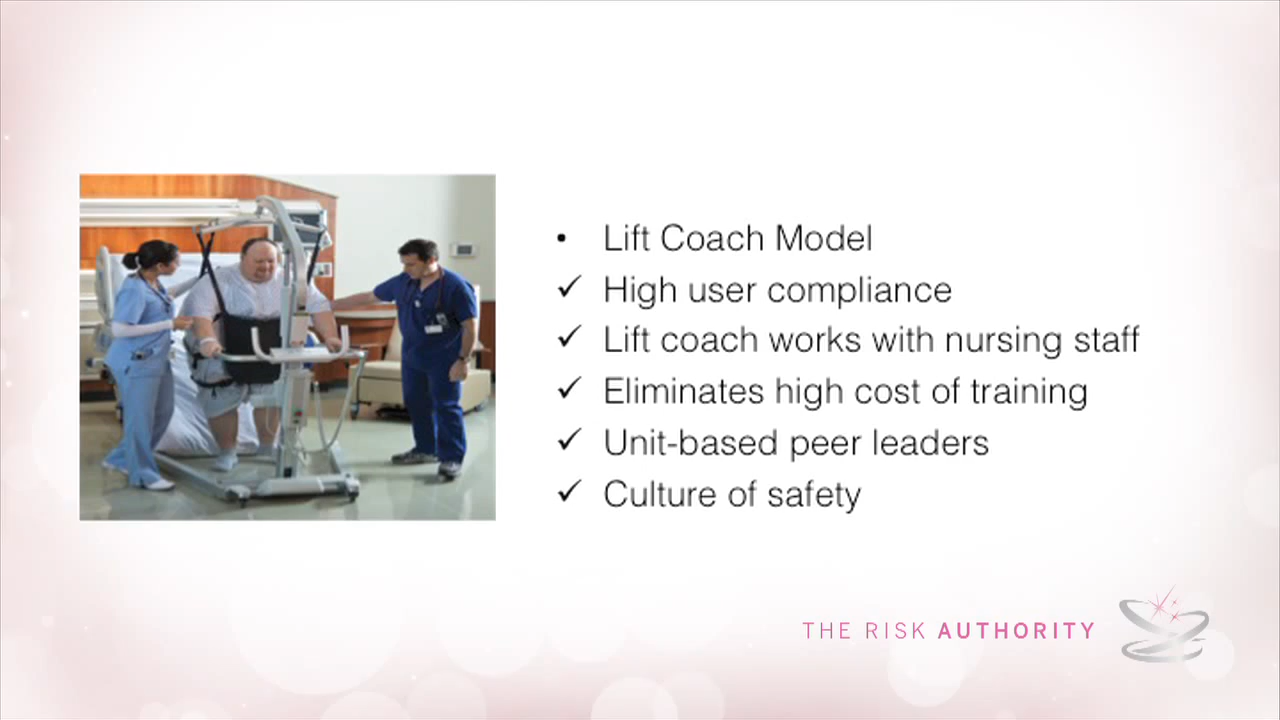 • Lift Coach Model
✓ High user compliance
✓ Lift coach works with nursing staff
✓ Eliminates high cost of training
✓ Unit-based peer leaders
✓ Culture of safety
THE RISK AUTHORITY